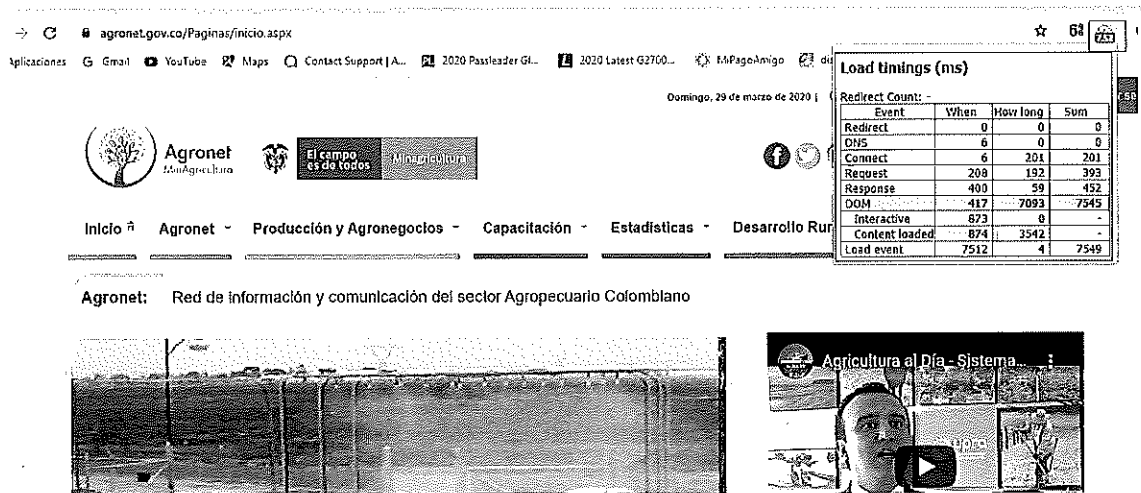 agronet.gov.co/Paginas/inicio.aspx
Aplicaciones G Gmail YouTube Maps Contact Support | A... 2020 Passleader Gi... 2020 Latest G2700... MiPagoAmigo
Domingo, 29 de marzo de 2020 |
Load timings (ms)
Redirect Count: -
Event When How long Sum
Redirect 0 0 0
DNS 6 0 0
Connect 6 201 201
Request 208 192 393
Response 400 59 452
DOM 417 7093 7545
Interactive 873 0 -
Content loaded 874 3542 -
Load event 7512 4 7549
Agronet
MinAgricultura
El campo
es de todos
Minagricultura
Inicio Agronet Producción y Agronegocios Capacitación Estadísticas Desarrollo Rur
Agronet: Red de información y comunicación del sector Agropecuario Colombiano
Agricultura al Día - Sistema...
upra